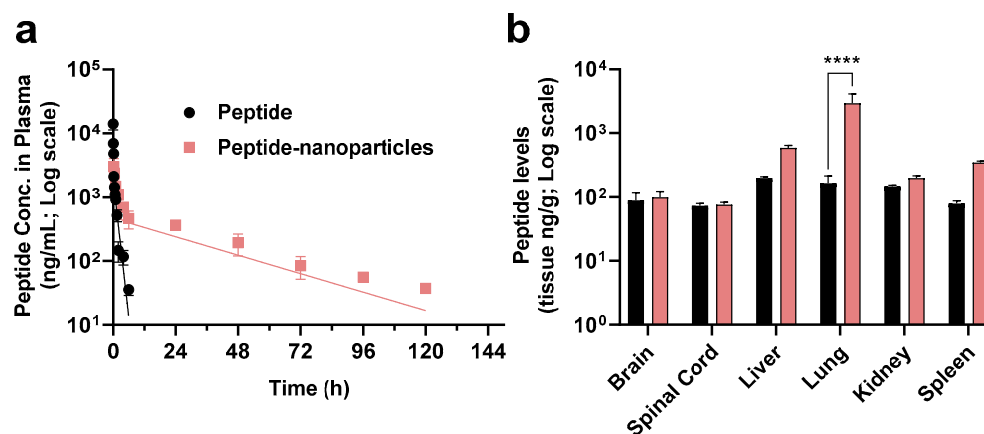 a
Peptide Conc. in Plasma
(ng/mL; Log scale)
10⁵
10⁴
10³
10²
10¹
Peptide
Peptide-nanoparticles
0 24 48 72 96 120 144
Time (h)
b
Peptide levels
(tissue ng/g; Log scale)
10⁴
10³
10²
10¹
10⁰
****
Brain
Spinal Cord
Liver
Lung
Kidney
Spleen